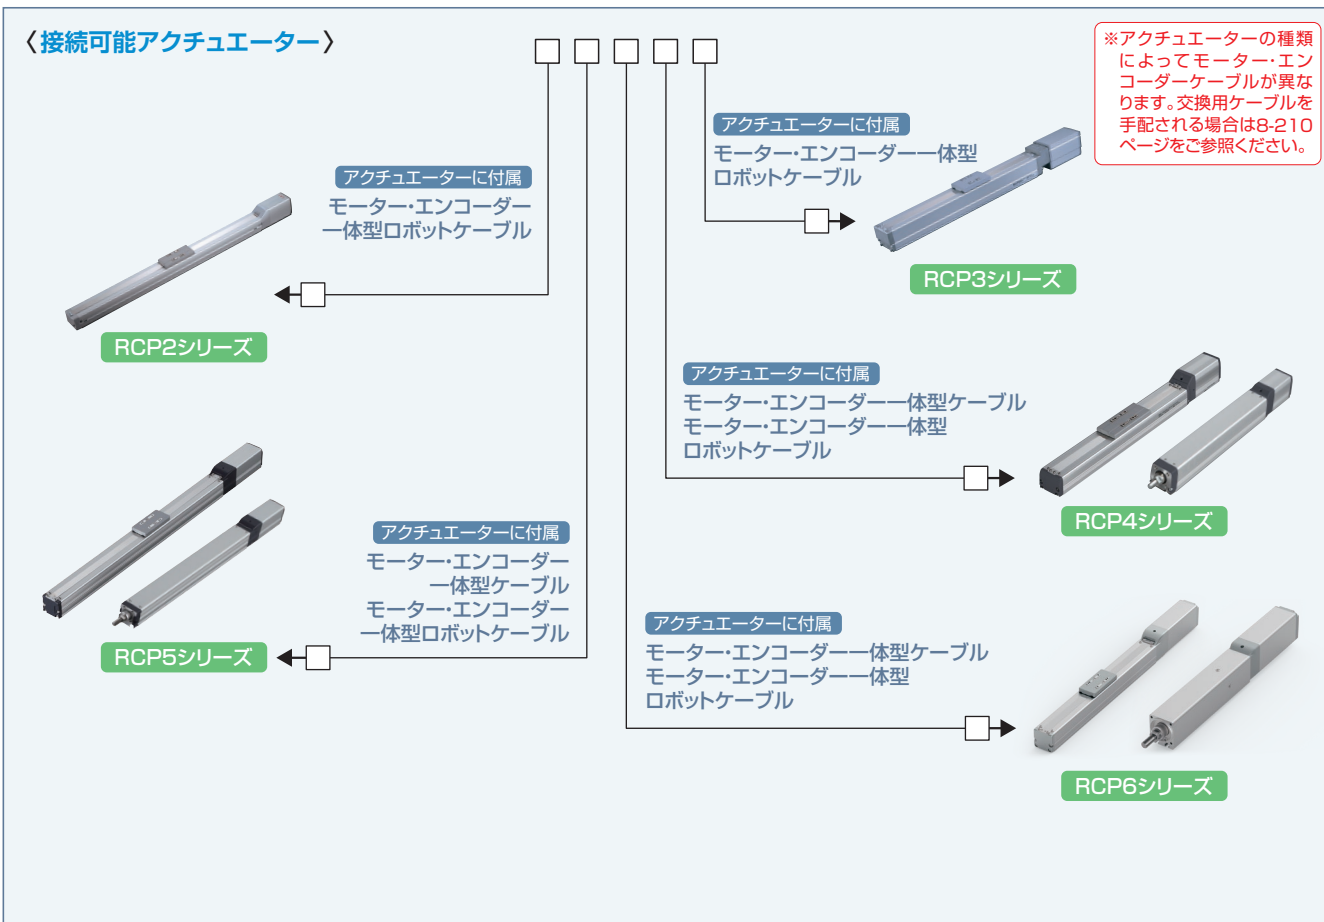 〈接続可能アクチュエーター〉
※アクチュエーターの種類
によってモーター・エン
コーダーケーブルが異な
ります。交換用ケーブルを
手配される場合は8-210
ページをご参照ください。
アクチュエーターに付属
モーター・エンコーダー
一体型ロボットケーブル
RCP2シリーズ
アクチュエーターに付属
モーター・エンコーダー一体型
ロボットケーブル
RCP3シリーズ
アクチュエーターに付属
モーター・エンコーダー一体型ケーブル
モーター・エンコーダー一体型
ロボットケーブル
RCP4シリーズ
アクチュエーターに付属
モーター・エンコーダー
一体型ケーブル
モーター・エンコーダー
一体型ロボットケーブル
RCP5シリーズ
アクチュエーターに付属
モーター・エンコーダー一体型ケーブル
モーター・エンコーダー一体型
ロボットケーブル
RCP6シリーズ